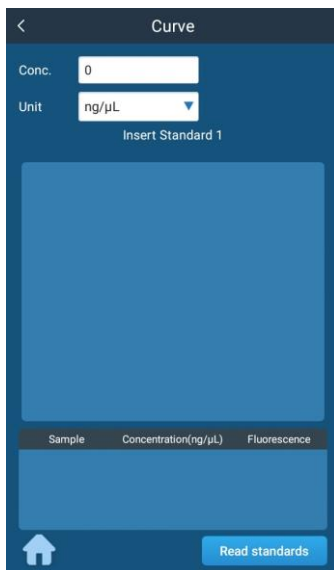 Curve
Conc. 0
Unit ng/μL
Insert Standard 1
Sample Concentration(ng/μL) Fluorescence
Read standards